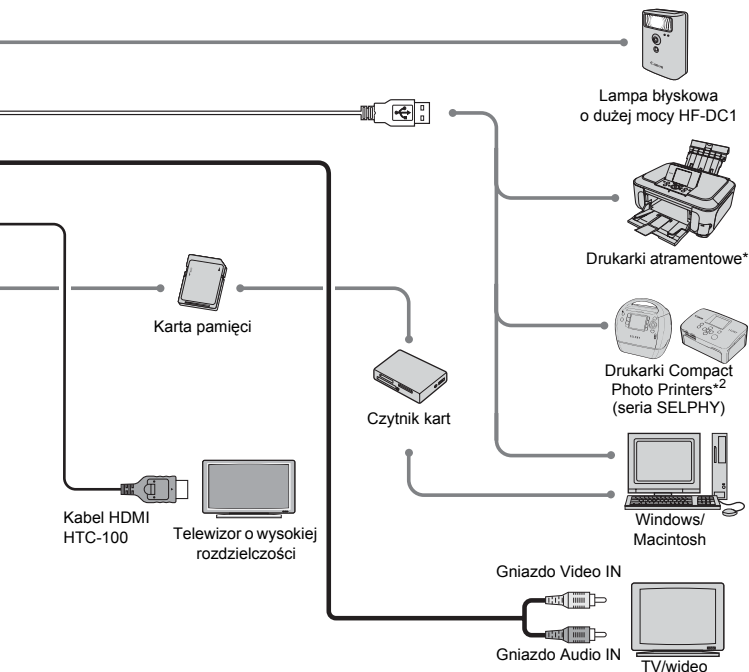 Lampa błyskowa
o dużej mocy HF-DC1
Drukarki atramentowe*
Karta pamięci
Drukarki Compact
Photo Printers*2
(seria SELPHY)
Czytnik kart
Kabel HDMI
HTC-100
Telewizor o wysokiej
rozdzielczości
Windows/
Macintosh
Gniazdo Video IN
Gniazdo Audio IN
TV/wideo